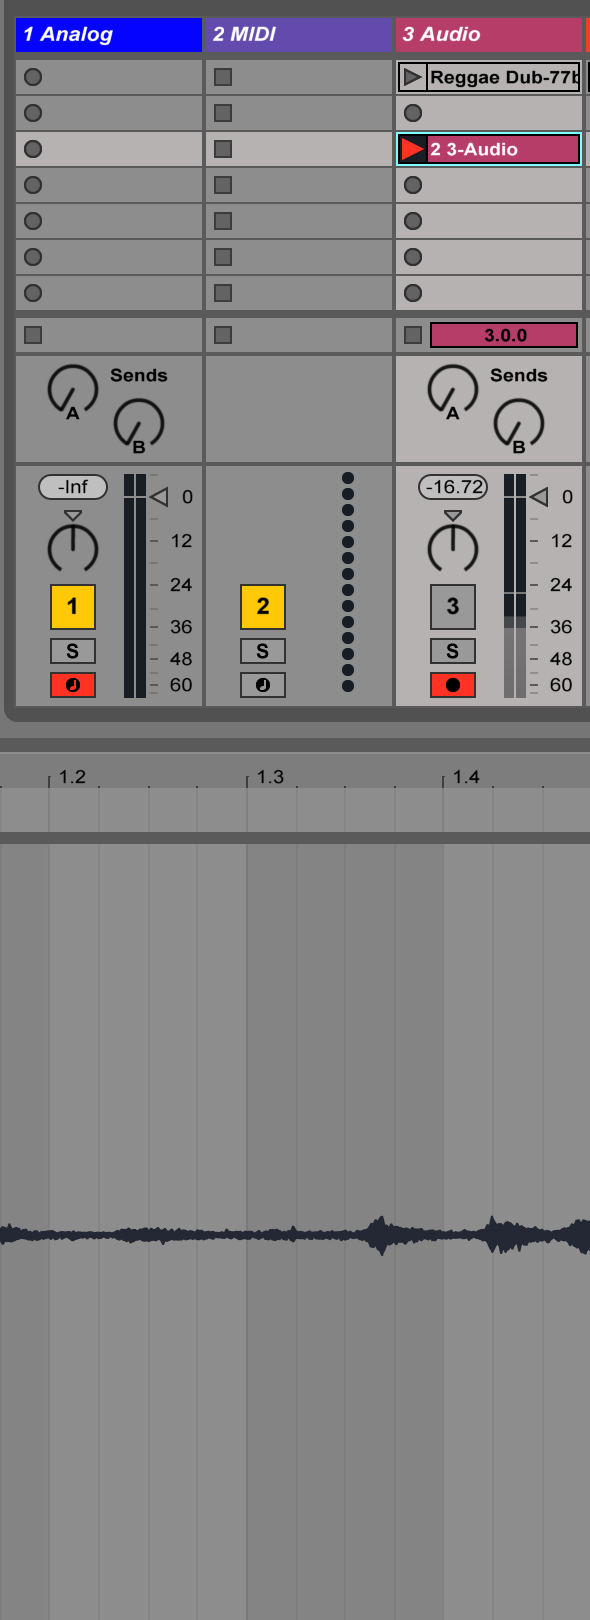 1 Analog
2 MIDI
3 Audio
Reggae Dub-77b
2 3-Audio
3.0.0
Sends
A
B
Sends
A
B
-Inf
0
12
24
36
48
60
1
S
2
S
-16.72
0
12
24
36
48
60
3
S
1.2
1.3
1.4